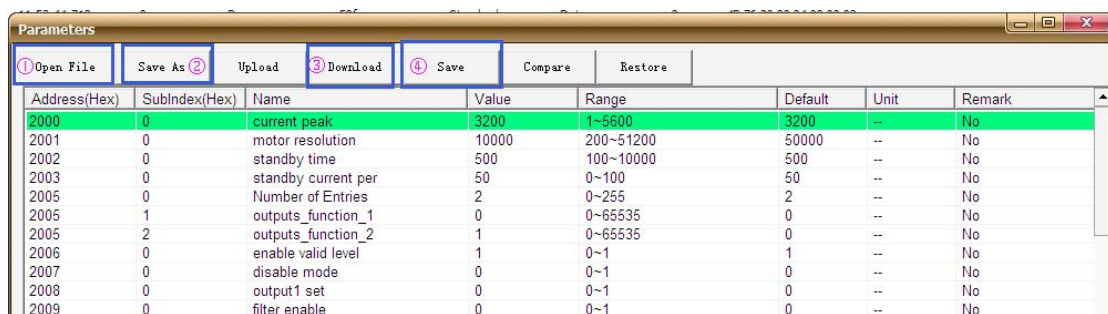 Parameters
①Open File Save As② Upload ③Download ④ Save Compare Restore
Address(Hex) SubIndex(Hex) Name Value Range Default Unit Remark
2000 0 current peak 3200 1~5600 3200 -- No
2001 0 motor resolution 10000 200~51200 50000 -- No
2002 0 standby time 500 100~10000 500 -- No
2003 0 standby current per 50 0~100 50 -- No
2005 0 Number of Entries 2 0~255 2 -- No
2005 1 outputs_function_1 0 0~65535 0 -- No
2005 2 outputs_function_2 1 0~65535 0 -- No
2006 0 enable valid level 1 0~1 1 -- No
2007 0 disable mode 0 0~1 0 -- No
2008 0 output1 set 0 0~1 0 -- No
2009 0 filter enable 0 0~1 0 -- No